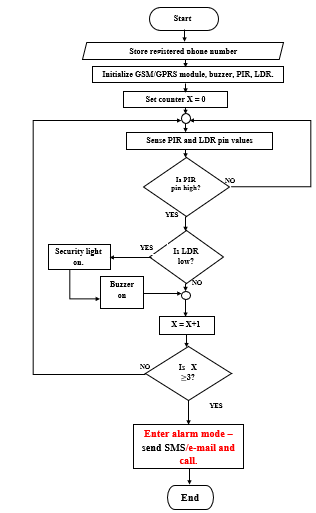 Start
Store registered phone number
Initialize GSM/GPRS module, buzzer, PIR, LDR.
Set counter X = 0
Sense PIR and LDR pin values
Is PIR
pin high?
NO
YES
Is LDR
low?
YES
Security light
on.
NO
Buzzer
on
X = X+1
Is X
≥3?
NO
YES
Enter alarm mode –
send SMS/e-mail and
call.
End